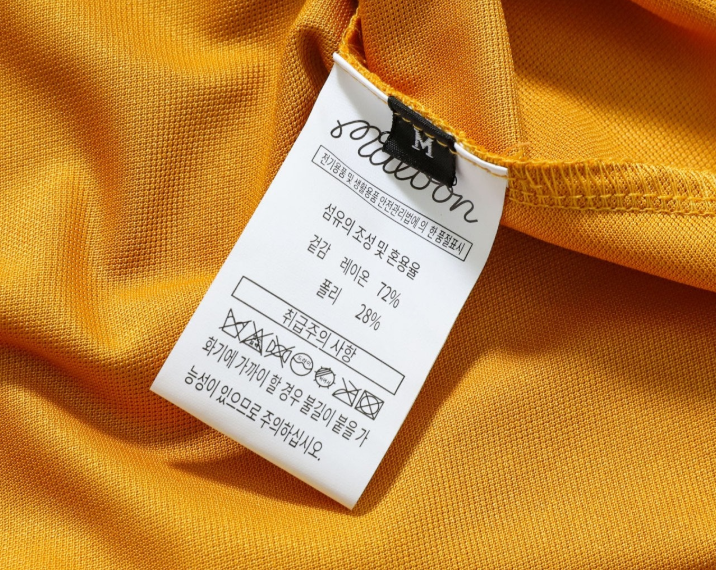 M
전기용품 및 생활용품 안전관리법에 의한 품질표시
섬유의 조성 및 혼용율
겉감 레이온 72%
폴리 28%
취급주의 사항
화기에 가까이 할 경우 불길이 붙을 가
능성이 있으므로 주의하십시오.